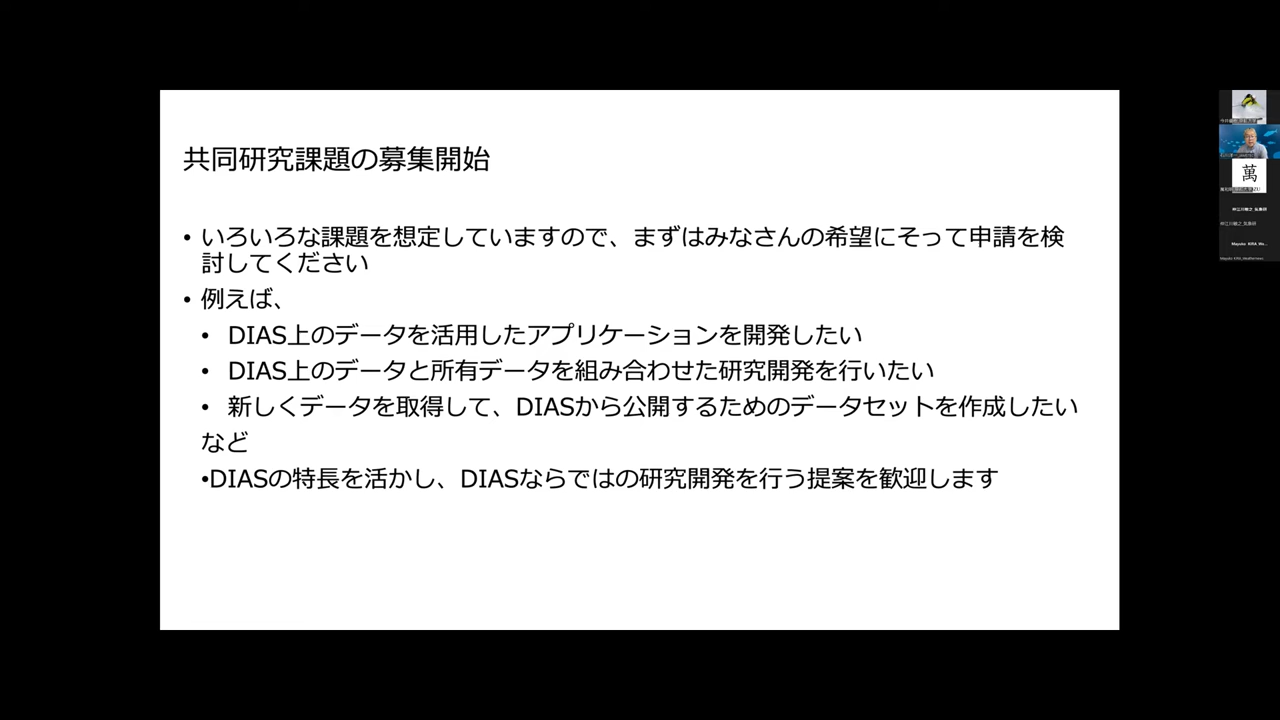 共同研究課題の募集開始
• いろいろな課題を想定していますので、まずはみなさんの希望にそって申請を検
討してください
• 例えば、
• DIAS上のデータを活用したアプリケーションを開発したい
• DIAS上のデータと所有データを組み合わせた研究開発を行いたい
• 新しくデータを取得して、DIASから公開するためのデータセットを作成したい
など
•DIASの特長を活かし、DIASならではの研究開発を行う提案を歓迎します
萬
Mayuko KIRA_We...